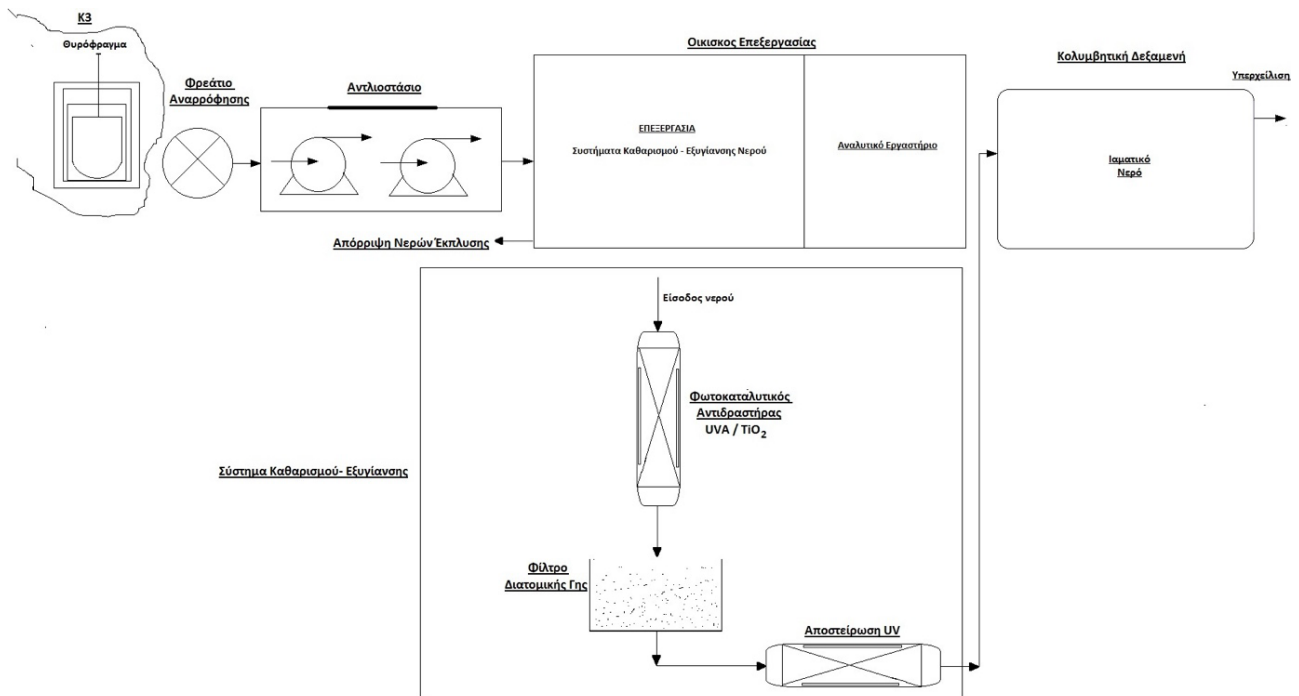 Κ3
Θυρόφραγμα
Φρεάτιο
Αναρρόφησης
Αντλιοστάσιο
Οικισκος Επεξεργασίας
ΕΠΕΞΕΡΓΑΣΙΑ
Συστήματα Καθαρισμού - Εξυγίανσης Νερού
Αναλυτικό Εργαστήριο
Κολυμβητική Δεξαμενή
Υπερχείλιση
Ιαματικό
Νερό
Απόρριψη Νερών Έκπλυσης
Είσοδος νερού
Φωτοκαταλυτικός
Αντιδραστήρας
UVA / TiO2
Σύστημα Καθαρισμού- Εξυγίανσης
Φίλτρο
Διατομικής Γης
Αποστείρωση UV